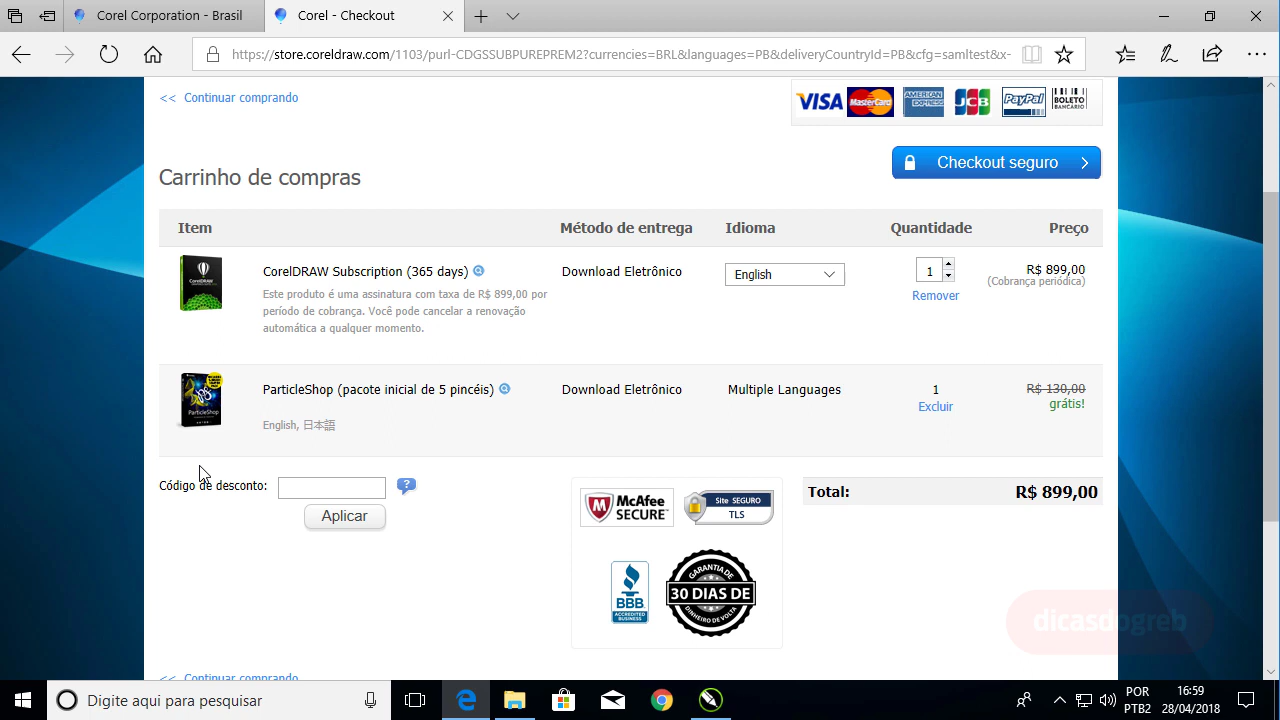 Corel Corporation - Brasil
Corel - Checkout
https://store.coreldraw.com/1103/purl-CDGSSUBPUREPREM2?currencies=BRL&languages=PB&deliveryCountryId=PB&cfg=samltest&x-
<< Continuar comprando
VISA MasterCard AMERICAN EXPRESS JCB PayPal BOLETO BANCÁRIO
Checkout seguro
Carrinho de compras
Item Método de entrega Idioma Quantidade Preço
CorelDRAW Subscription (365 days) Download Eletrônico English 1 R$ 899,00
(Cobrança periódica)
Este produto é uma assinatura com taxa de R$ 899,00 por
período de cobrança. Você pode cancelar a renovação
automática a qualquer momento.
Remover
CorelDRAW
ParticleShop (pacote inicial de 5 pincéis) Download Eletrônico Multiple Languages 1 R$ 130,00
Excluir grátis!
ParticleShop
English, 日本語
Código de desconto: ?
Aplicar
McAfee SECURE
Site SEGURO
TLS
Total: R$ 899,00
BBB
ACCREDITED BUSINESS
GARANTIA DE
30 DIAS DE
DINHEIRO DE VOLTA
dicasdogreb
<< Continuar comprando
Digite aqui para pesquisar
POR
PTB2
16:59
28/04/2018